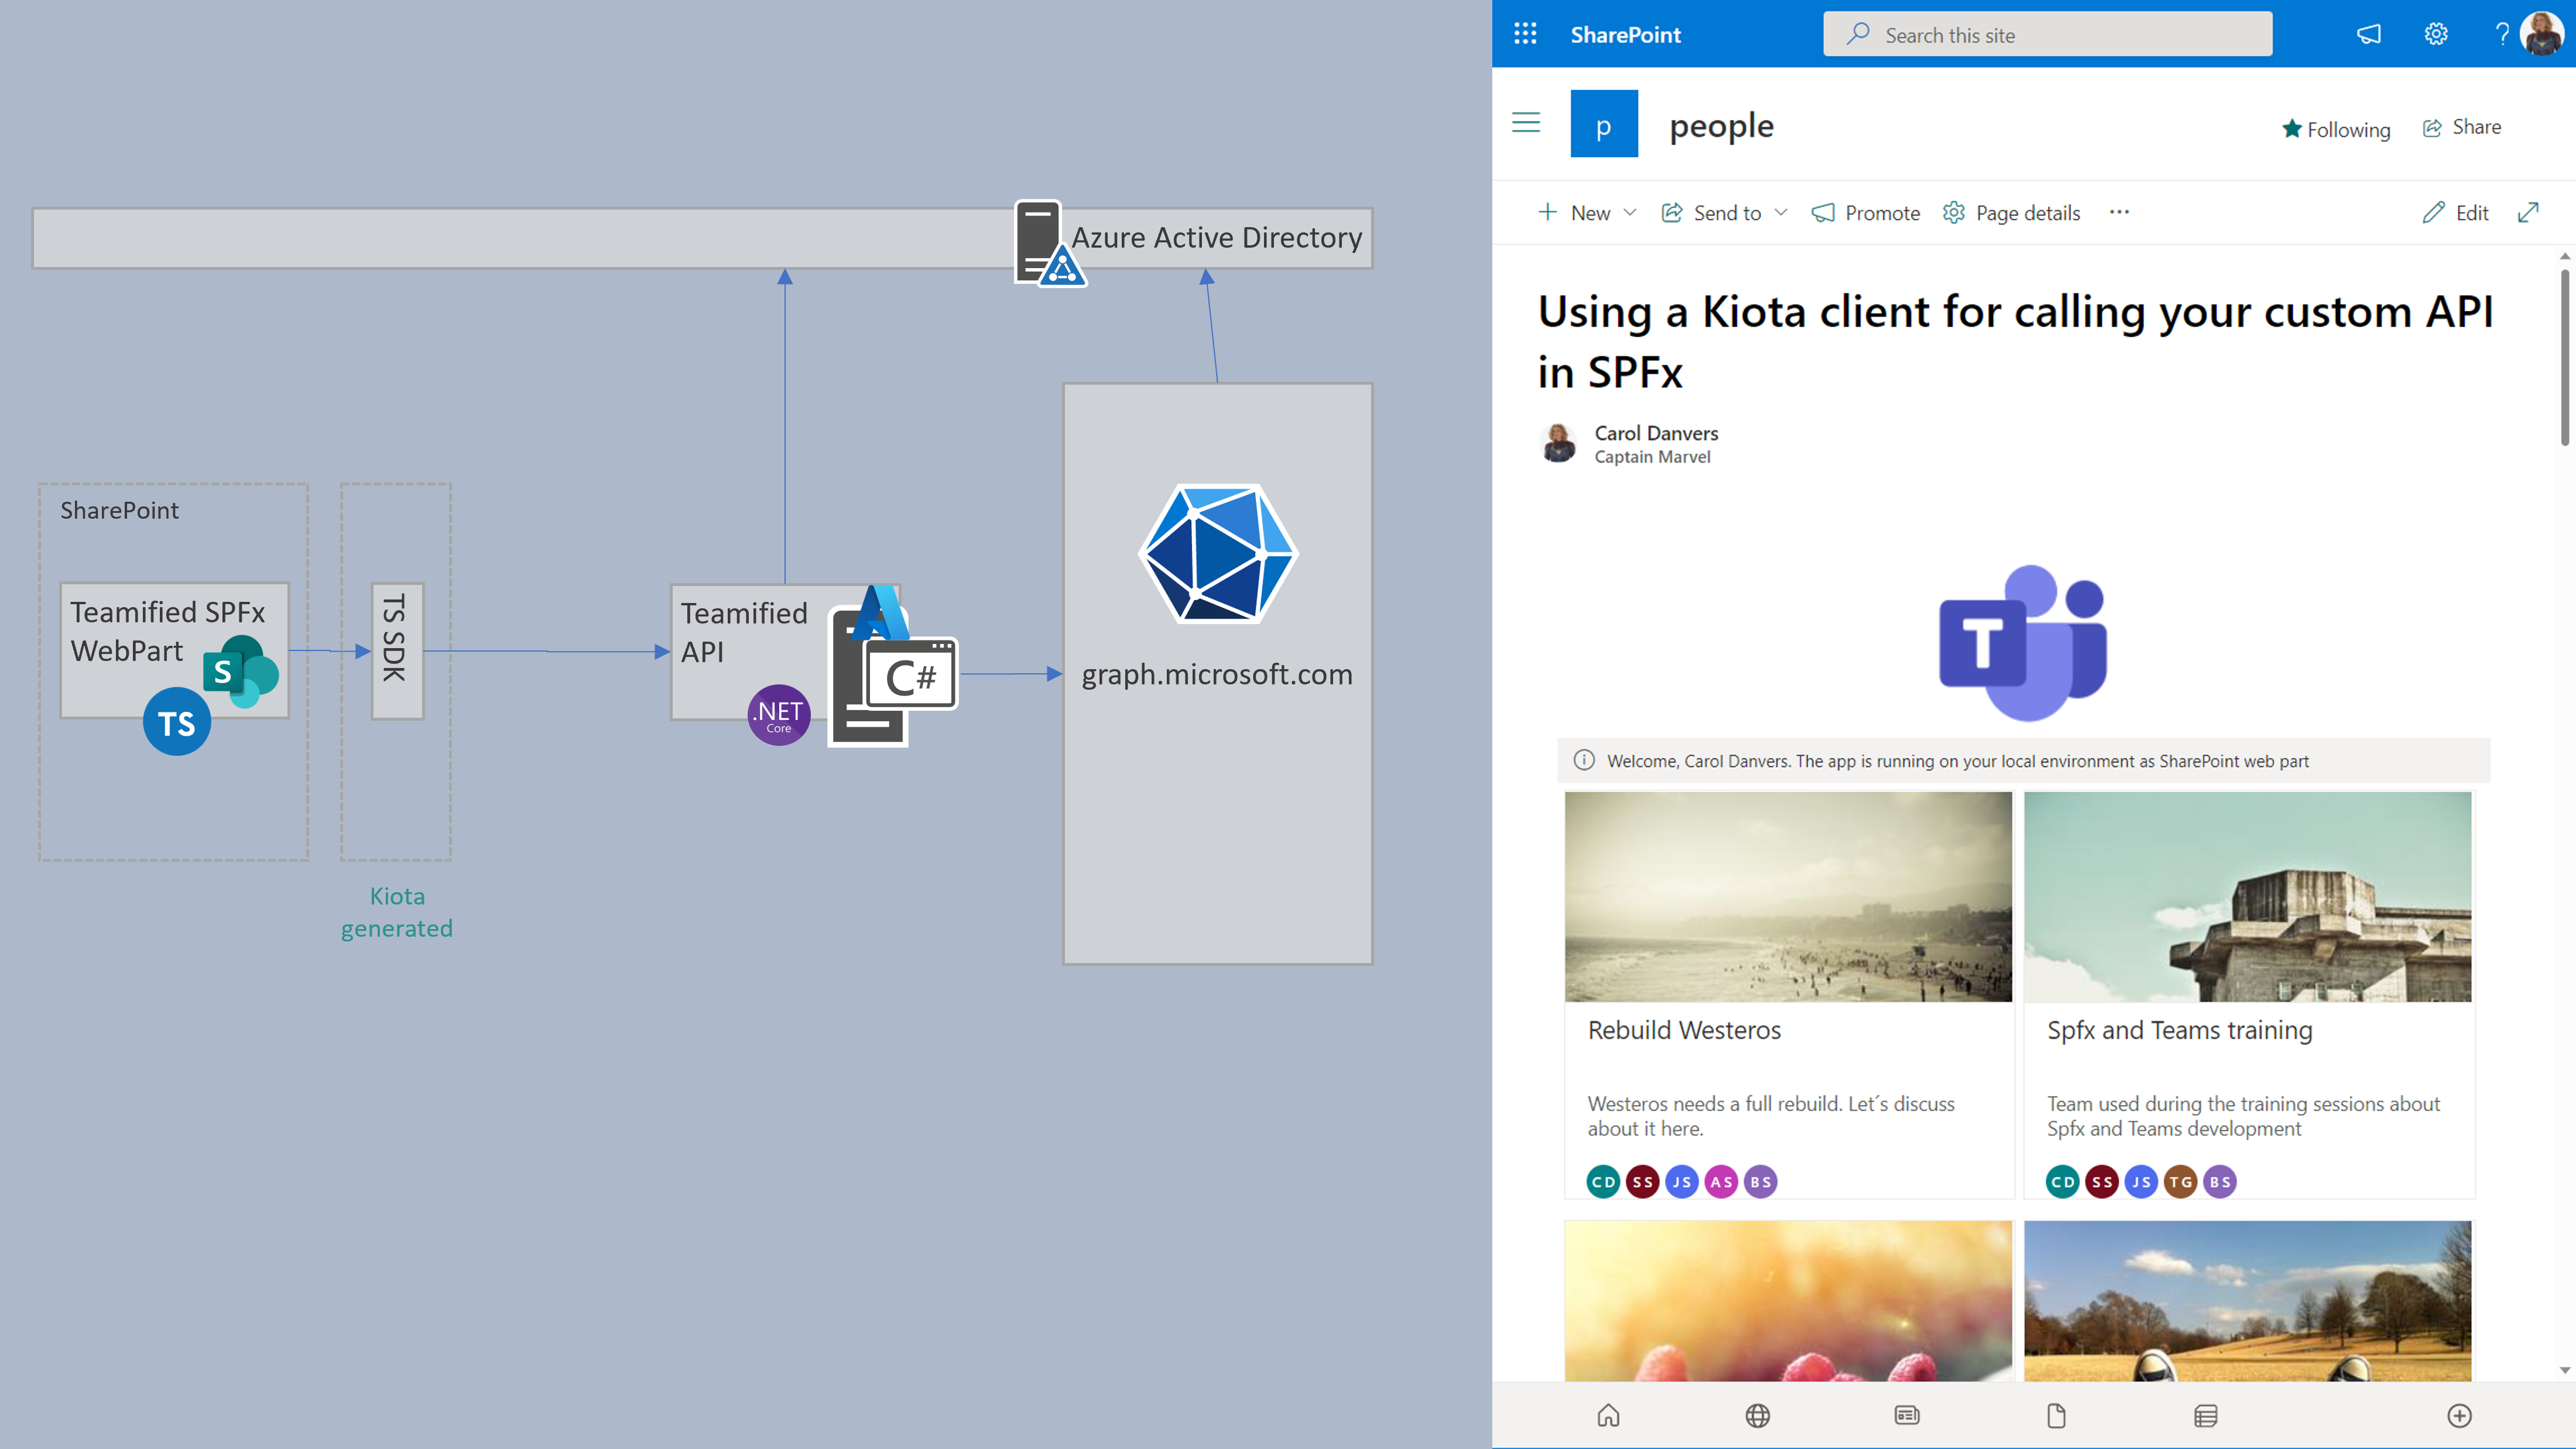 Azure Active Directory
SharePoint
Teamified SPFx
WebPart
S
TS
TS SDK
Kiota
generated
Teamified
API
.NET
Core
C#
graph.microsoft.com
SharePoint
Search this site
?
p
people
Following
Share
New
Send to
Promote
Page details
...
Edit
Using a Kiota client for calling your custom API
in SPFx
Carol Danvers
Captain Marvel
T
Welcome, Carol Danvers. The app is running on your local environment as SharePoint web part
Rebuild Westeros
Westeros needs a full rebuild. Let´s discuss
about it here.
CD SS JS AS BS
Spfx and Teams training
Team used during the training sessions about
Spfx and Teams development
CD SS JS TG BS